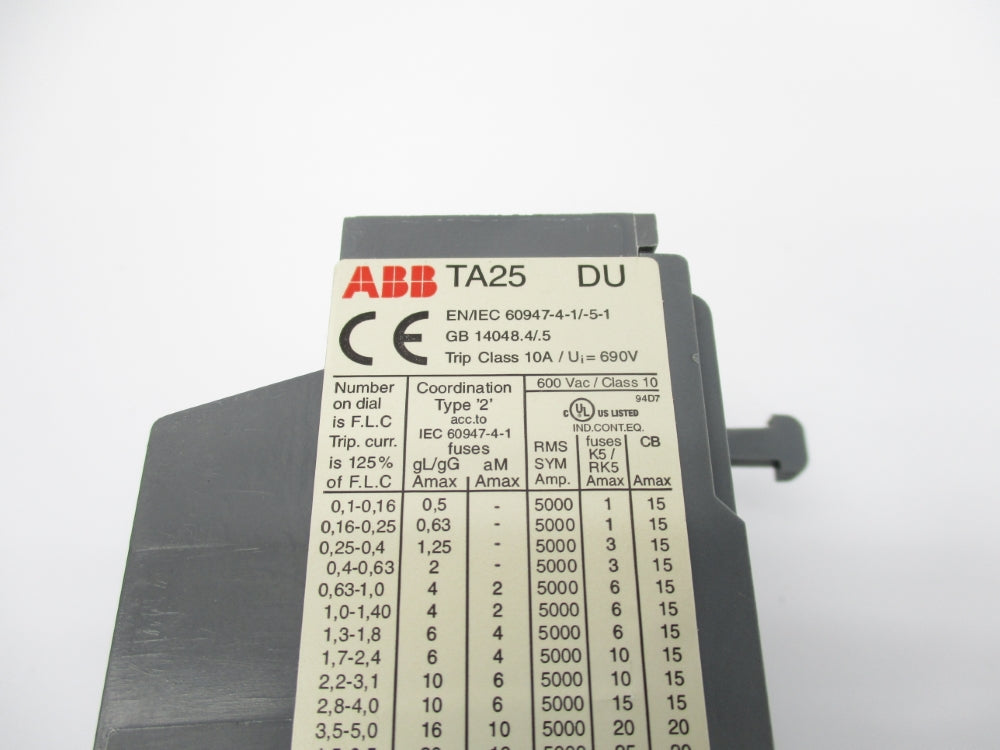 ABB TA25 DU
CE EN/IEC 60947-4-1/-5-1
GB 14048.4/.5
Trip Class 10A / Ui = 690V
Number on dial is F.L.C Trip. curr. is 125% of F.L.C
Coordination Type '2' acc.to IEC 60947-4-1 fuses
gL/gG Amax
aM Amax
600 Vac / Class 10
94D7
C UL US LISTED
IND.CONT.EQ.
RMS SYM Amp.
fuses K5 / RK5 Amax
CB Amax
0,1-0,16 0,5 - 5000 1 15
0,16-0,25 0,63 - 5000 1 15
0,25-0,4 1,25 - 5000 3 15
0,4-0,63 2 - 5000 3 15
0,63-1,0 4 2 5000 6 15
1,0-1,40 4 2 5000 6 15
1,3-1,8 6 4 5000 6 15
1,7-2,4 6 4 5000 10 15
2,2-3,1 10 6 5000 10 15
2,8-4,0 10 6 5000 15 15
3,5-5,0 16 10 5000 20 20